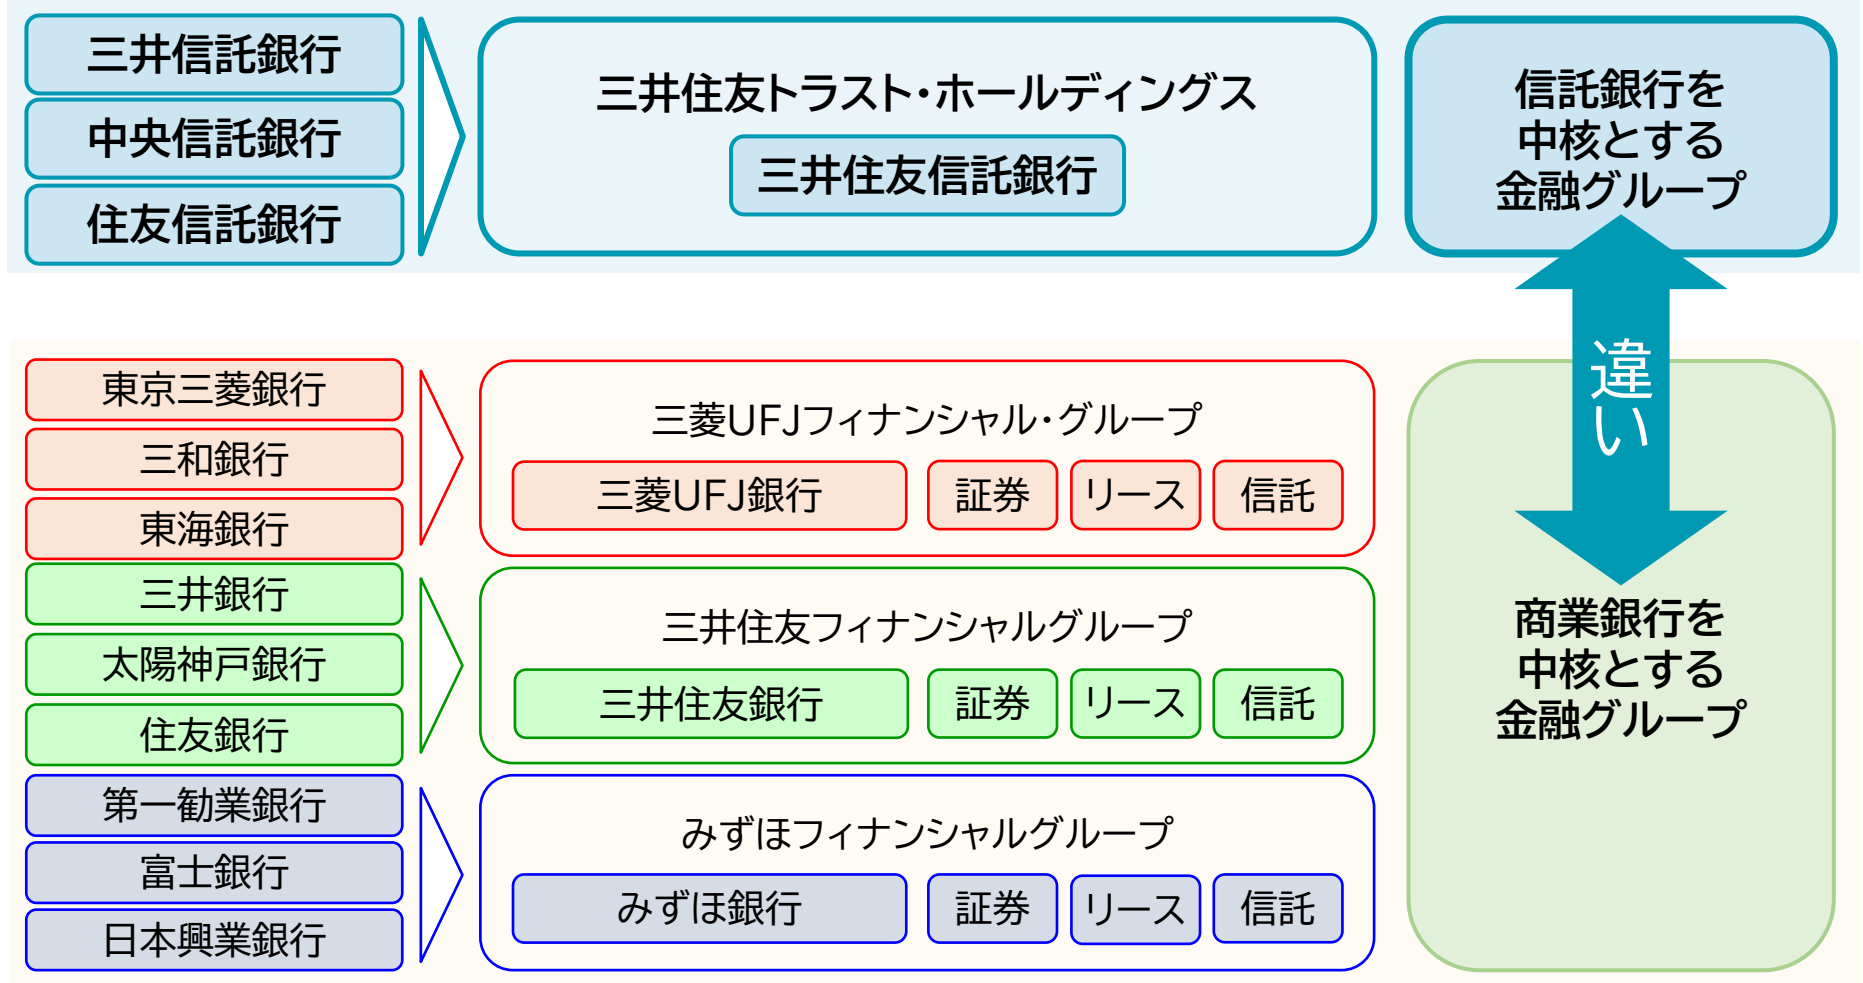 三井信託銀行
中央信託銀行
住友信託銀行
三井住友トラスト・ホールディングス
三井住友信託銀行
信託銀行を
中核とする
金融グループ
違い
東京三菱銀行
三和銀行
東海銀行
三菱UFJフィナンシャル・グループ
三菱UFJ銀行
証券
リース
信託
三井銀行
太陽神戸銀行
住友銀行
三井住友フィナンシャルグループ
三井住友銀行
証券
リース
信託
第一勧業銀行
富士銀行
日本興業銀行
みずほフィナンシャルグループ
みずほ銀行
証券
リース
信託
商業銀行を
中核とする
金融グループ